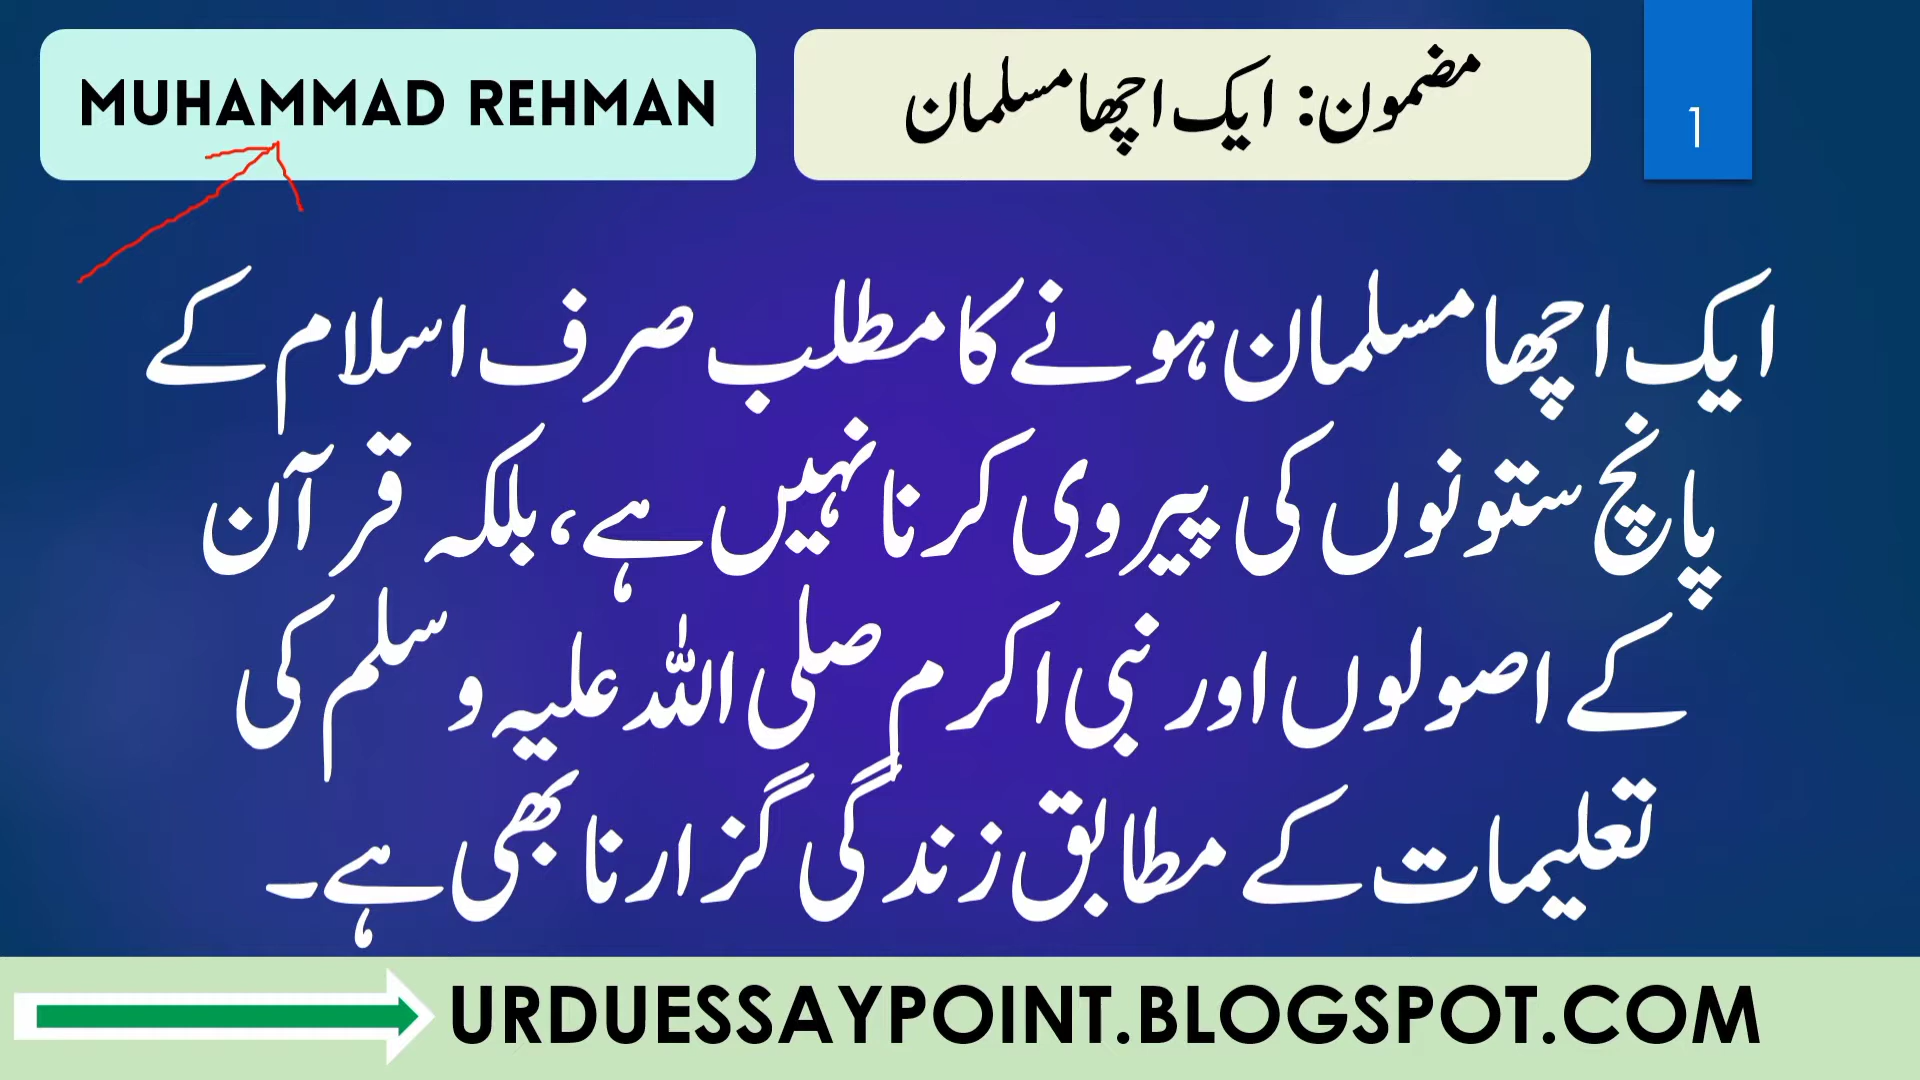 MUHAMMAD REHMAN
مضمون: ایک اچھا مسلمان
1
ایک اچھا مسلمان ہونے کا مطلب صرف اسلام کے
پانچ ستونوں کی پیروی کرنا نہیں ہے، بلکہ قرآن
کے اصولوں اور نبی اکرم صلی اللہ علیہ وسلم کی
تعلیمات کے مطابق زندگی گزارنا بھی ہے۔
URDUESSAYPOINT.BLOGSPOT.COM